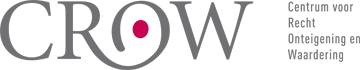 CROW
Centrum voor
Recht
Onteigening en
Waardering